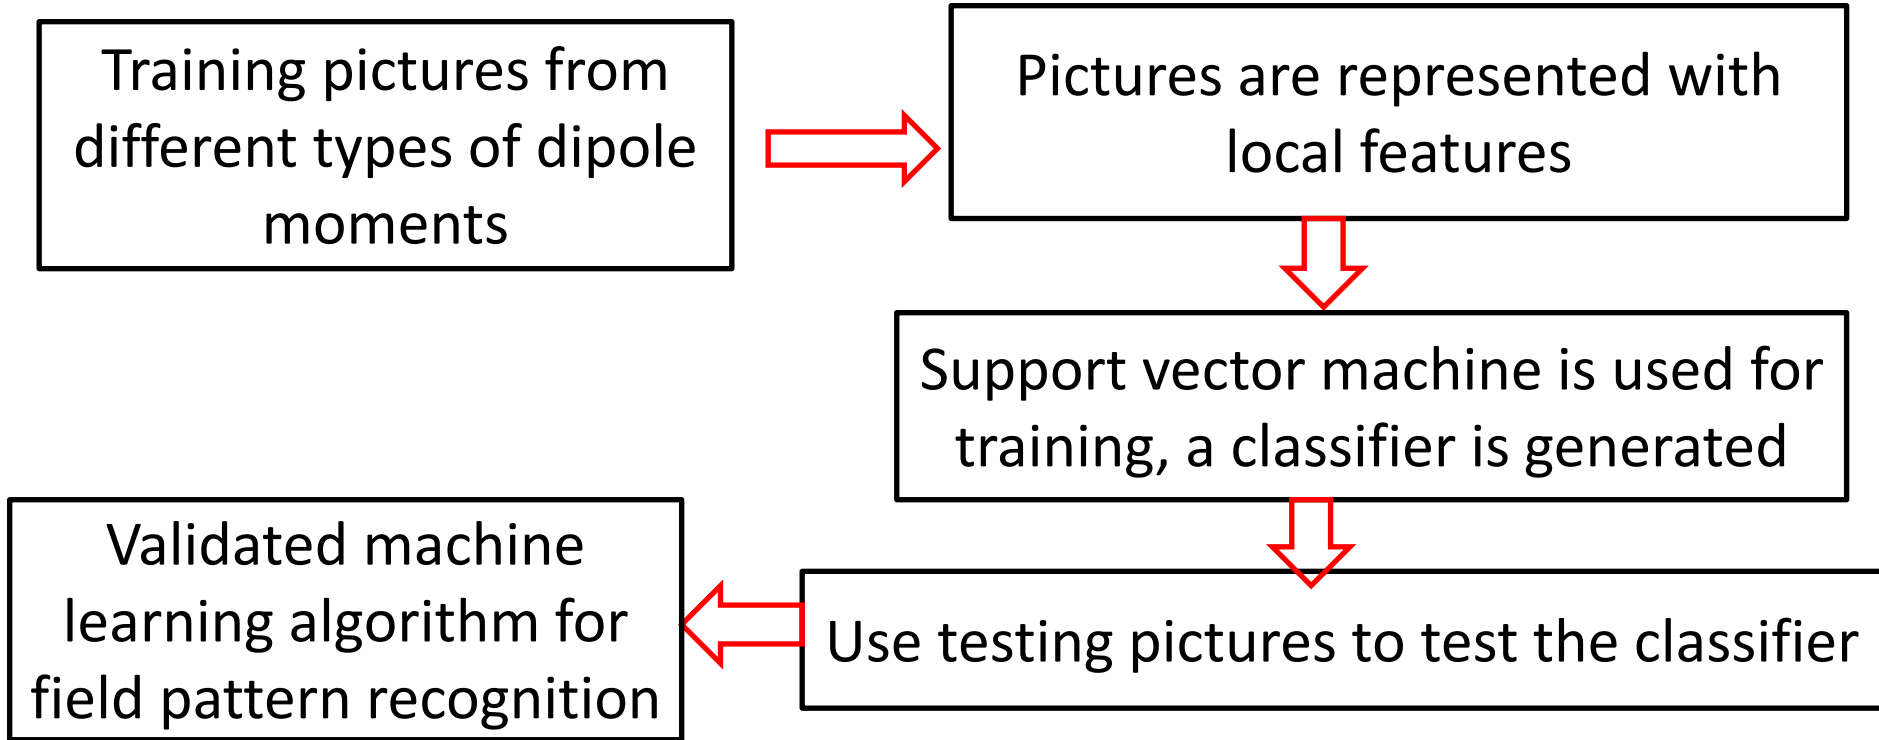 Training pictures from
different types of dipole
moments
Pictures are represented with
local features
Support vector machine is used for
training, a classifier is generated
Use testing pictures to test the classifier
Validated machine
learning algorithm for
field pattern recognition